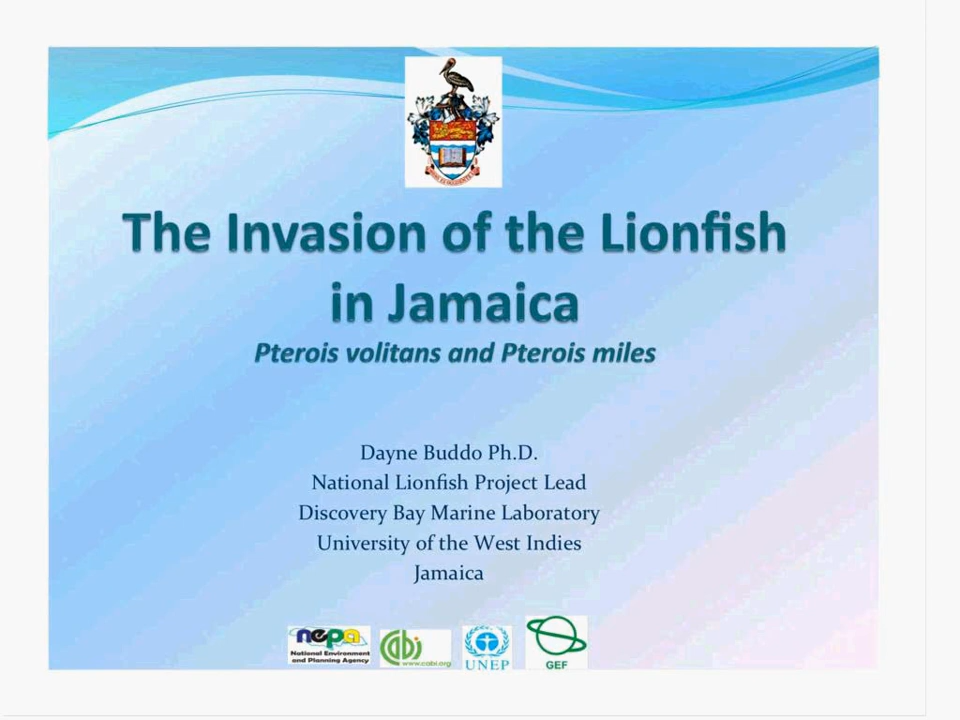 The Invasion of the Lionfish
in Jamaica
Pterois volitans and Pterois miles
Dayne Buddo Ph.D.
National Lionfish Project Lead
Discovery Bay Marine Laboratory
University of the West Indies
Jamaica
nepa
National Environment
and Planning Agency
cabi
www.cabi.org
UNEP
GEF